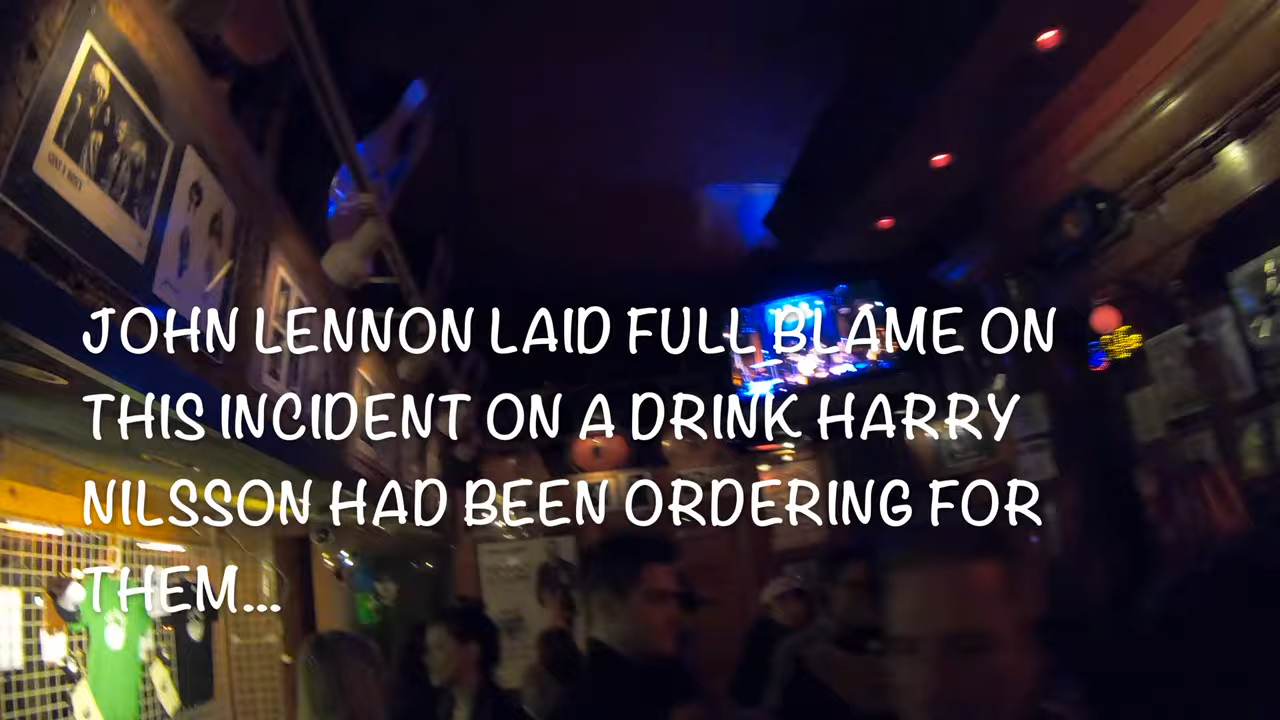 JOHN LENNON LAID FULL BLAME ON
THIS INCIDENT ON A DRINK HARRY
NILSSON HAD BEEN ORDERING FOR
THEM...